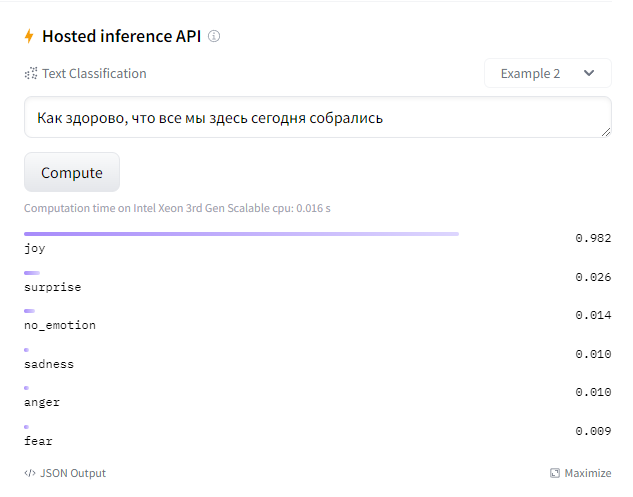 Hosted inference API
Text Classification
Example 2
Как здорово, что все мы здесь сегодня собрались
Compute
Computation time on Intel Xeon 3rd Gen Scalable cpu: 0.016 s
joy 0.982
surprise 0.026
no_emotion 0.014
sadness 0.010
anger 0.010
fear 0.009
</> JSON Output
Maximize